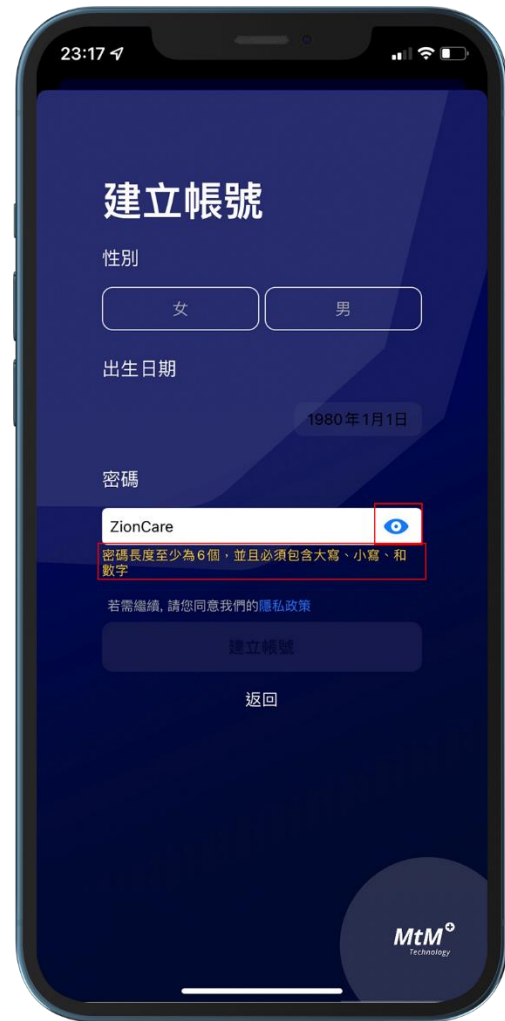 23:17
建立帳號
性別
女 男
出生日期
1980年1月1日
密碼
ZionCare
密碼長度至少為6個，並且必須包含大寫、小寫、和
數字
若需繼續, 請您同意我們的隱私政策
建立帳號
返回
MtM+
Technology